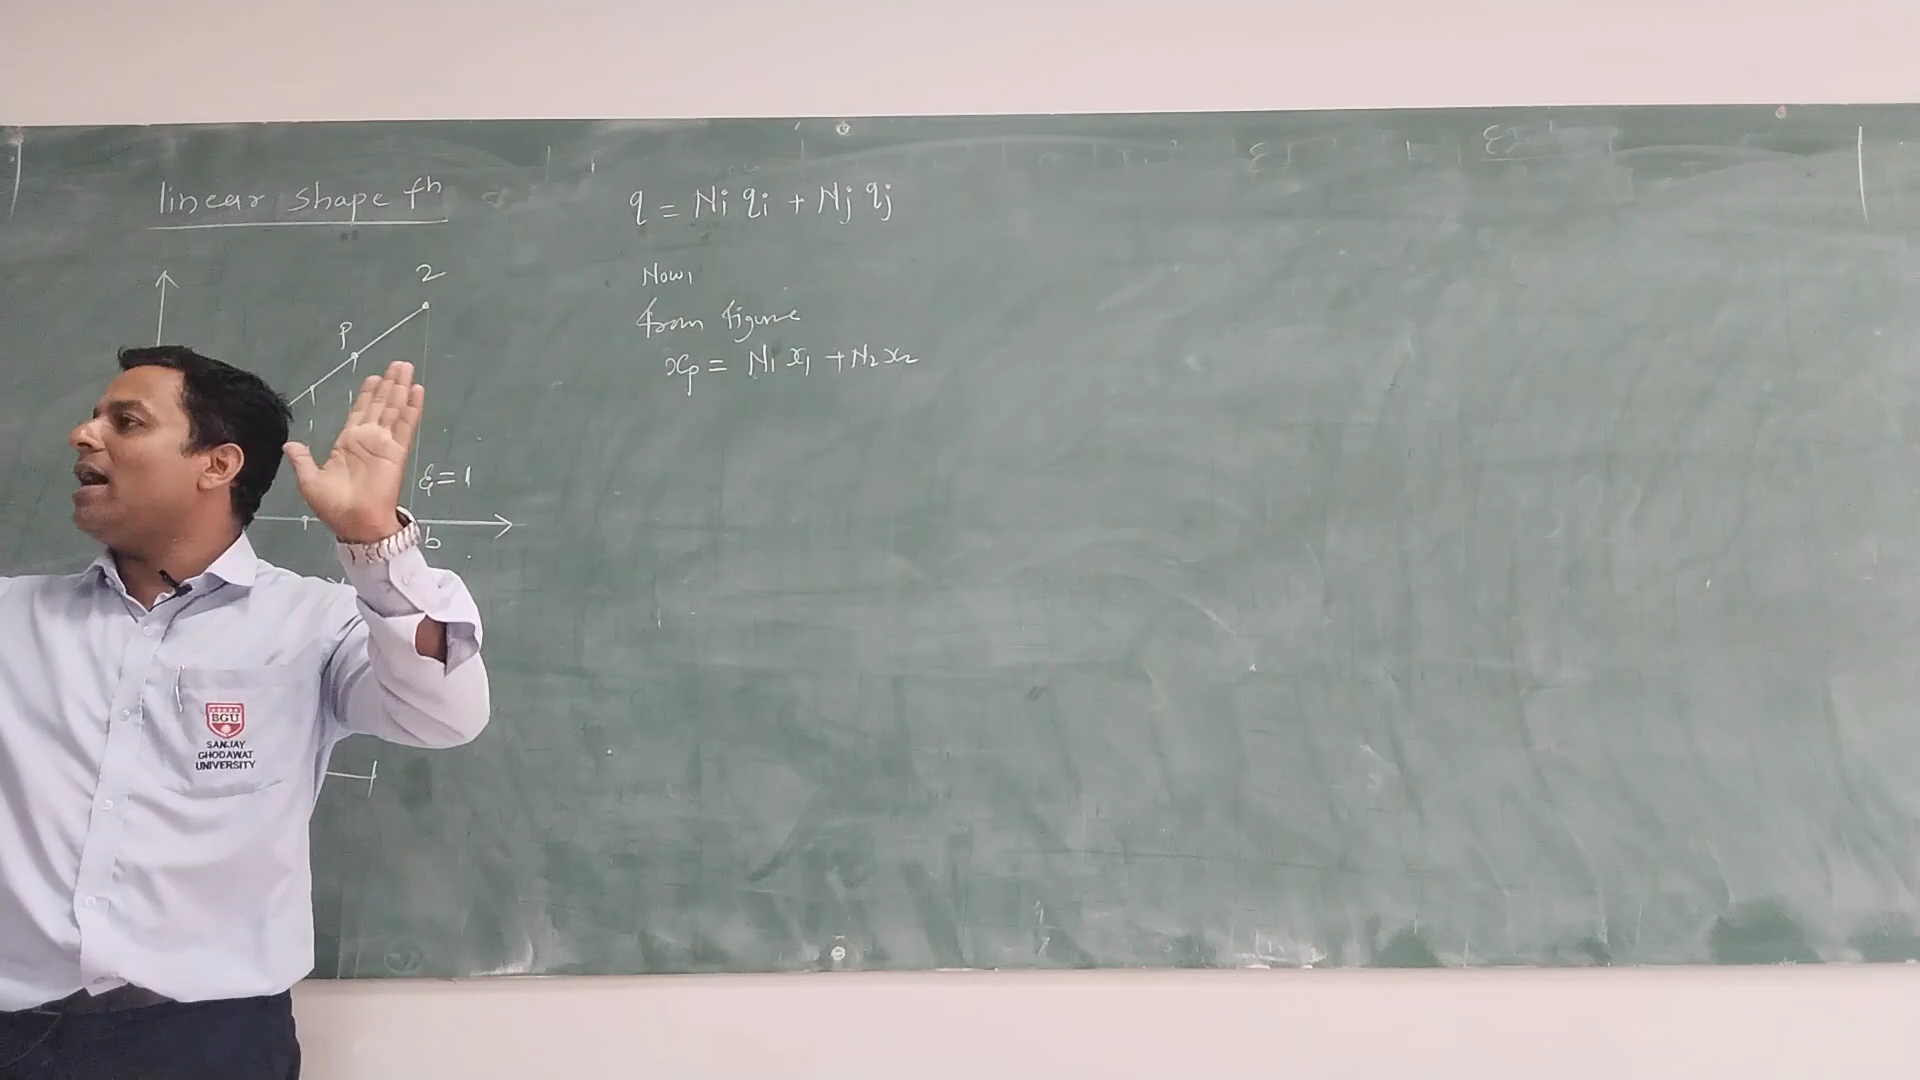 linear shape fn
q = Ni qi + Nj qj
Now,
from figure
xp = N1 x1 + N2 x2
2
P
ξ = 1
b
SGU
SANJAY
GHODAWAT
UNIVERSITY